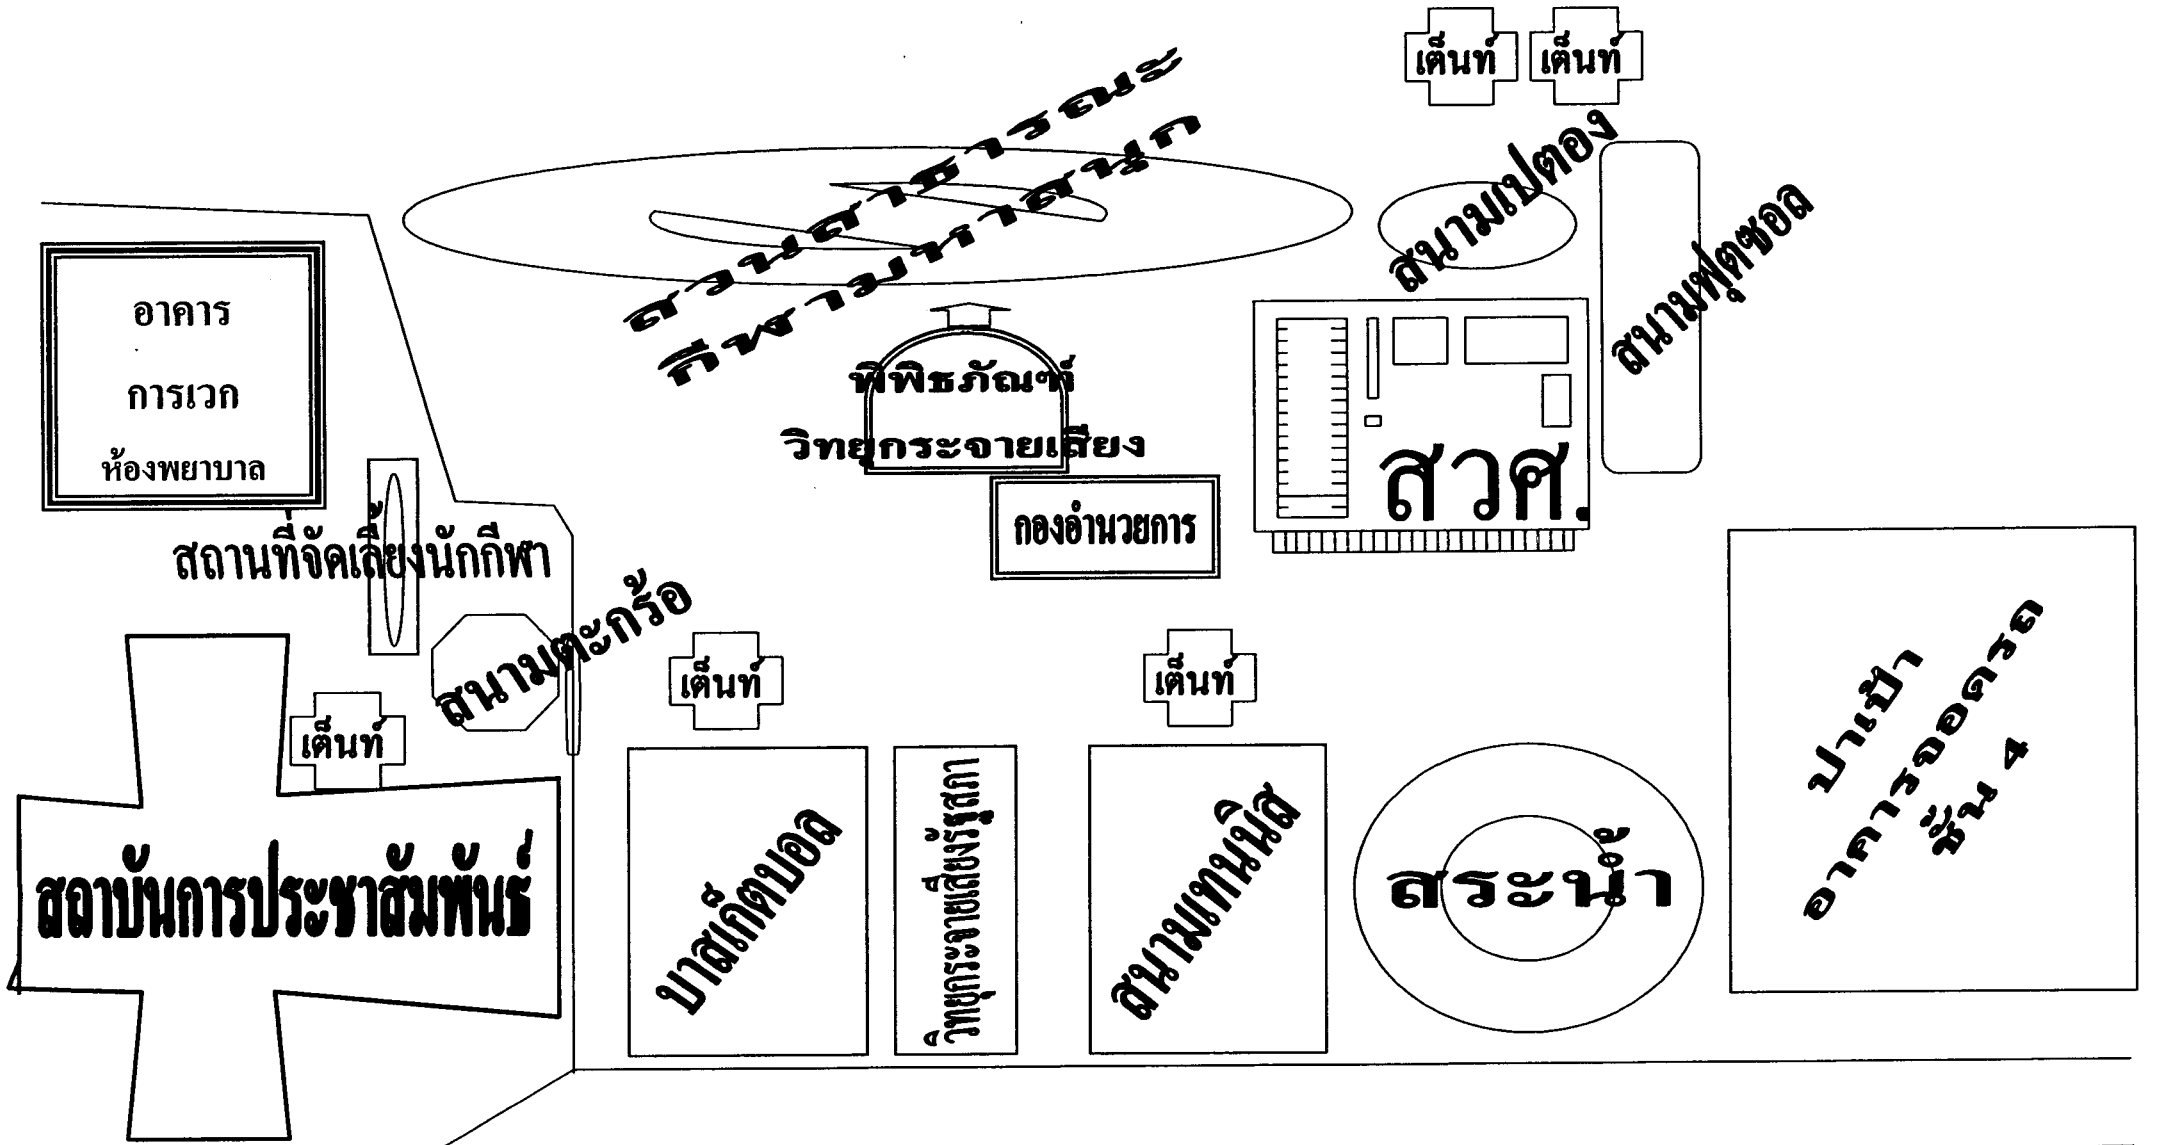 เต็นท์
เต็นท์
สวนสาธารณะ
กีฬามหาสนุก
สนามเปตอง
สนามฟุตซอล
อาคาร
การเวก
ห้องพยาบาล
พิพิธภัณฑ์
วิทยุกระจายเสียง
สวศ.
กองอำนวยการ
สถานที่จัดเลี้ยงนักกีฬา
สนามตะกร้อ
เต็นท์
เต็นท์
เต็นท์
สถาบันการประชาสัมพันธ์
บาสเก็ตบอล
วิทยุกระจายเสียงรัฐสภา
สนามเทนนิส
สระน้ำ
ปาเป้า
อาคารจอดรถ
ชั้น 4